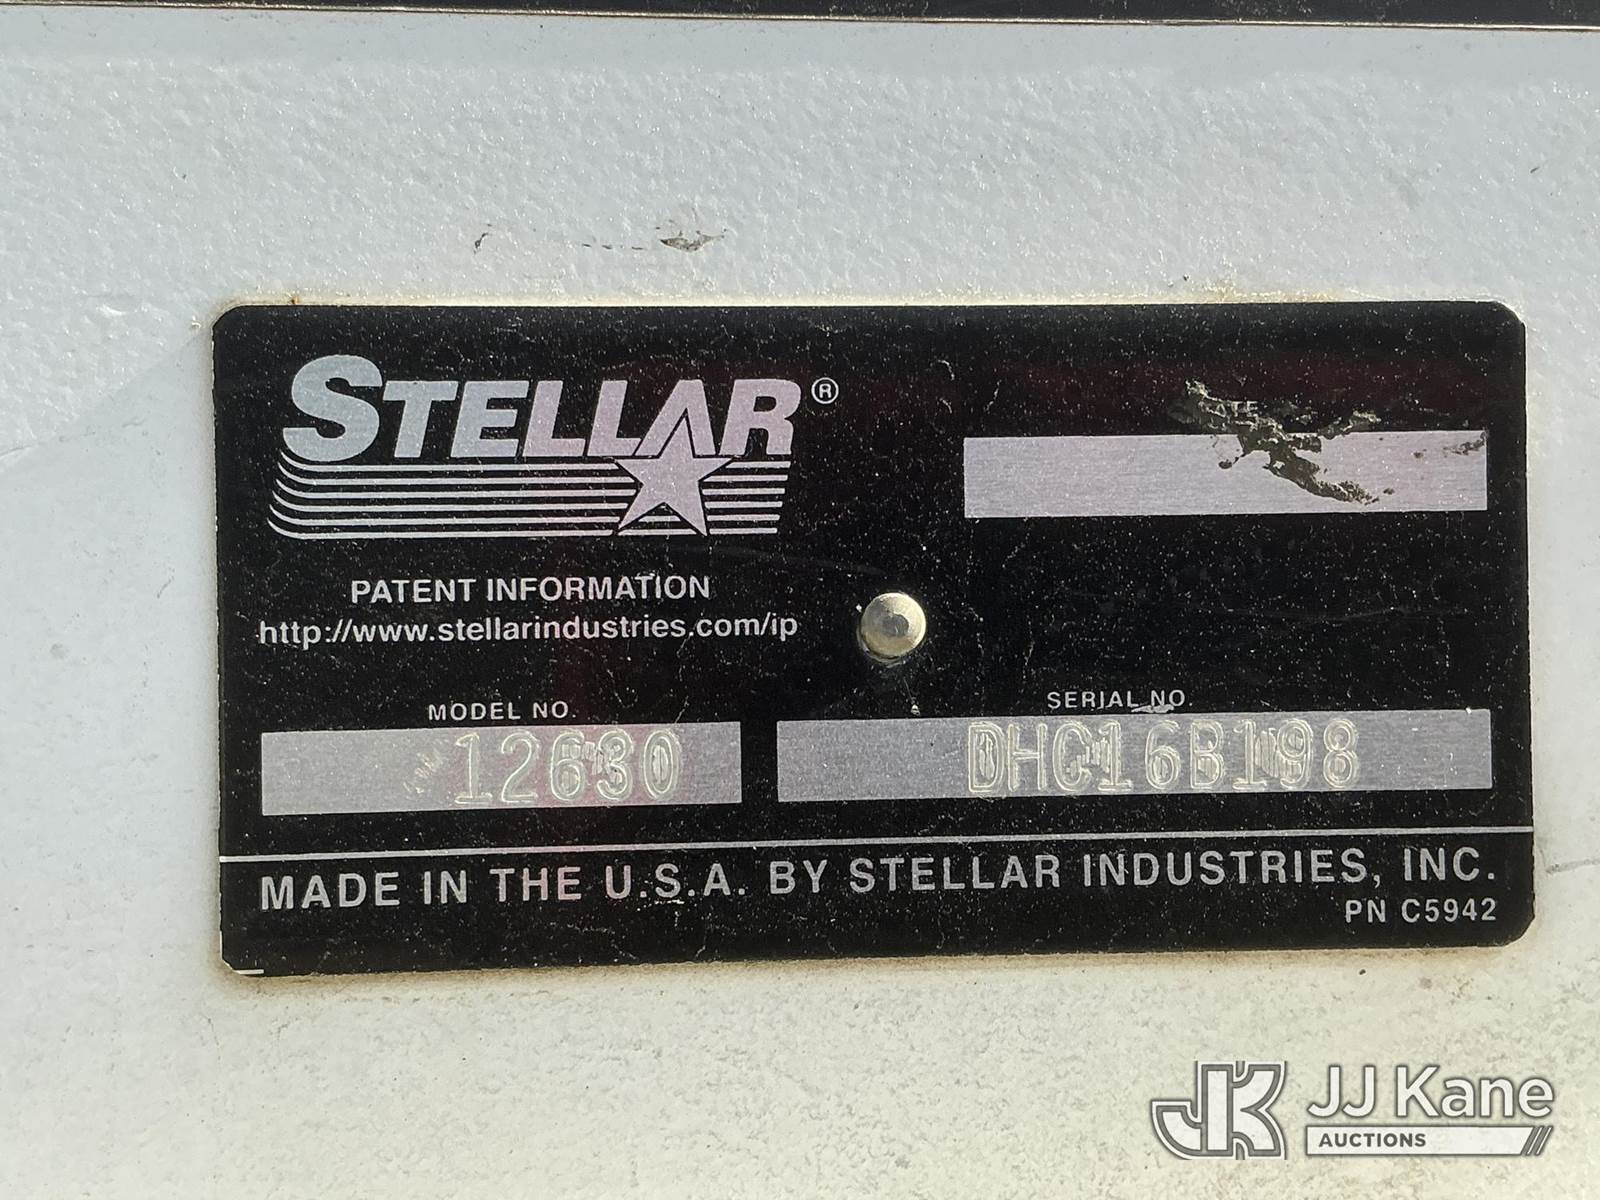 STELLAR®
PATENT INFORMATION
http://www.stellarindustries.com/ip
MODEL NO.
12630
SERIAL NO.
DHC16B198
MADE IN THE U.S.A. BY STELLAR INDUSTRIES, INC.
PN C5942
JK JJ Kane
AUCTIONS